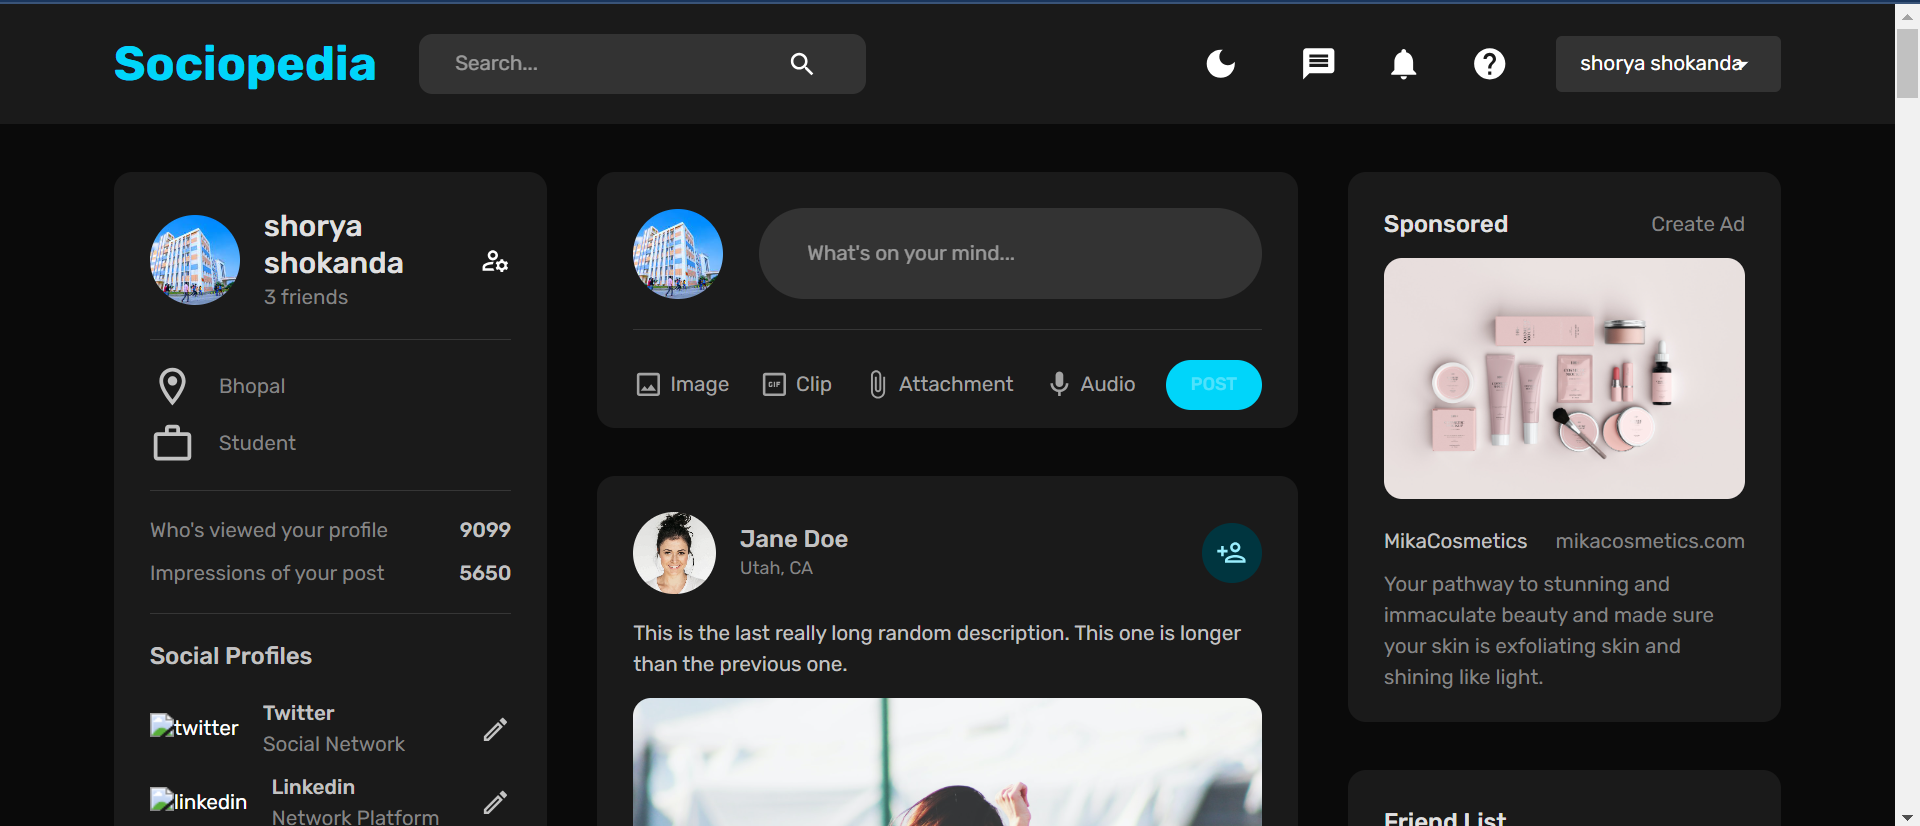 Sociopedia
Search...
shorya shokanda
shorya
shokanda
3 friends
Bhopal
Student
Who's viewed your profile 9099
Impressions of your post 5650
Social Profiles
twitter
Twitter
Social Network
linkedin
Linkedin
Network Platform
What's on your mind...
Image
GIF
Clip
Attachment
Audio
POST
Jane Doe
Utah, CA
This is the last really long random description. This one is longer
than the previous one.
Sponsored
Create Ad
MikaCosmetics
mikacosmetics.com
Your pathway to stunning and
immaculate beauty and made sure
your skin is exfoliating skin and
shining like light.
Friend List